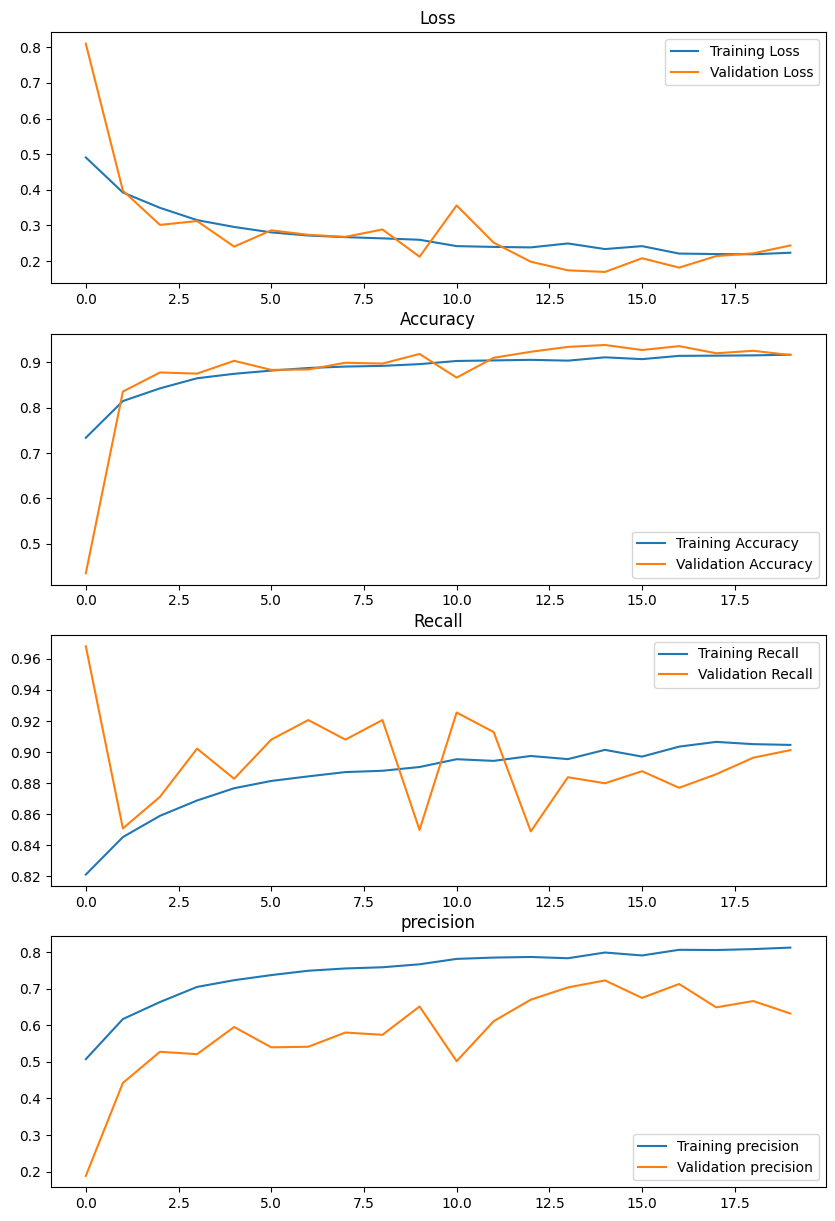 Loss
Training Loss
Validation Loss
0.8
0.7
0.6
0.5
0.4
0.3
0.2
0.0 2.5 5.0 7.5 10.0 12.5 15.0 17.5
Accuracy
0.9
0.8
0.7
0.6
0.5
Training Accuracy
Validation Accuracy
0.0 2.5 5.0 7.5 10.0 12.5 15.0 17.5
Recall
Training Recall
Validation Recall
0.96
0.94
0.92
0.90
0.88
0.86
0.84
0.82
0.0 2.5 5.0 7.5 10.0 12.5 15.0 17.5
precision
0.8
0.7
0.6
0.5
0.4
0.3
0.2
Training precision
Validation precision
0.0 2.5 5.0 7.5 10.0 12.5 15.0 17.5